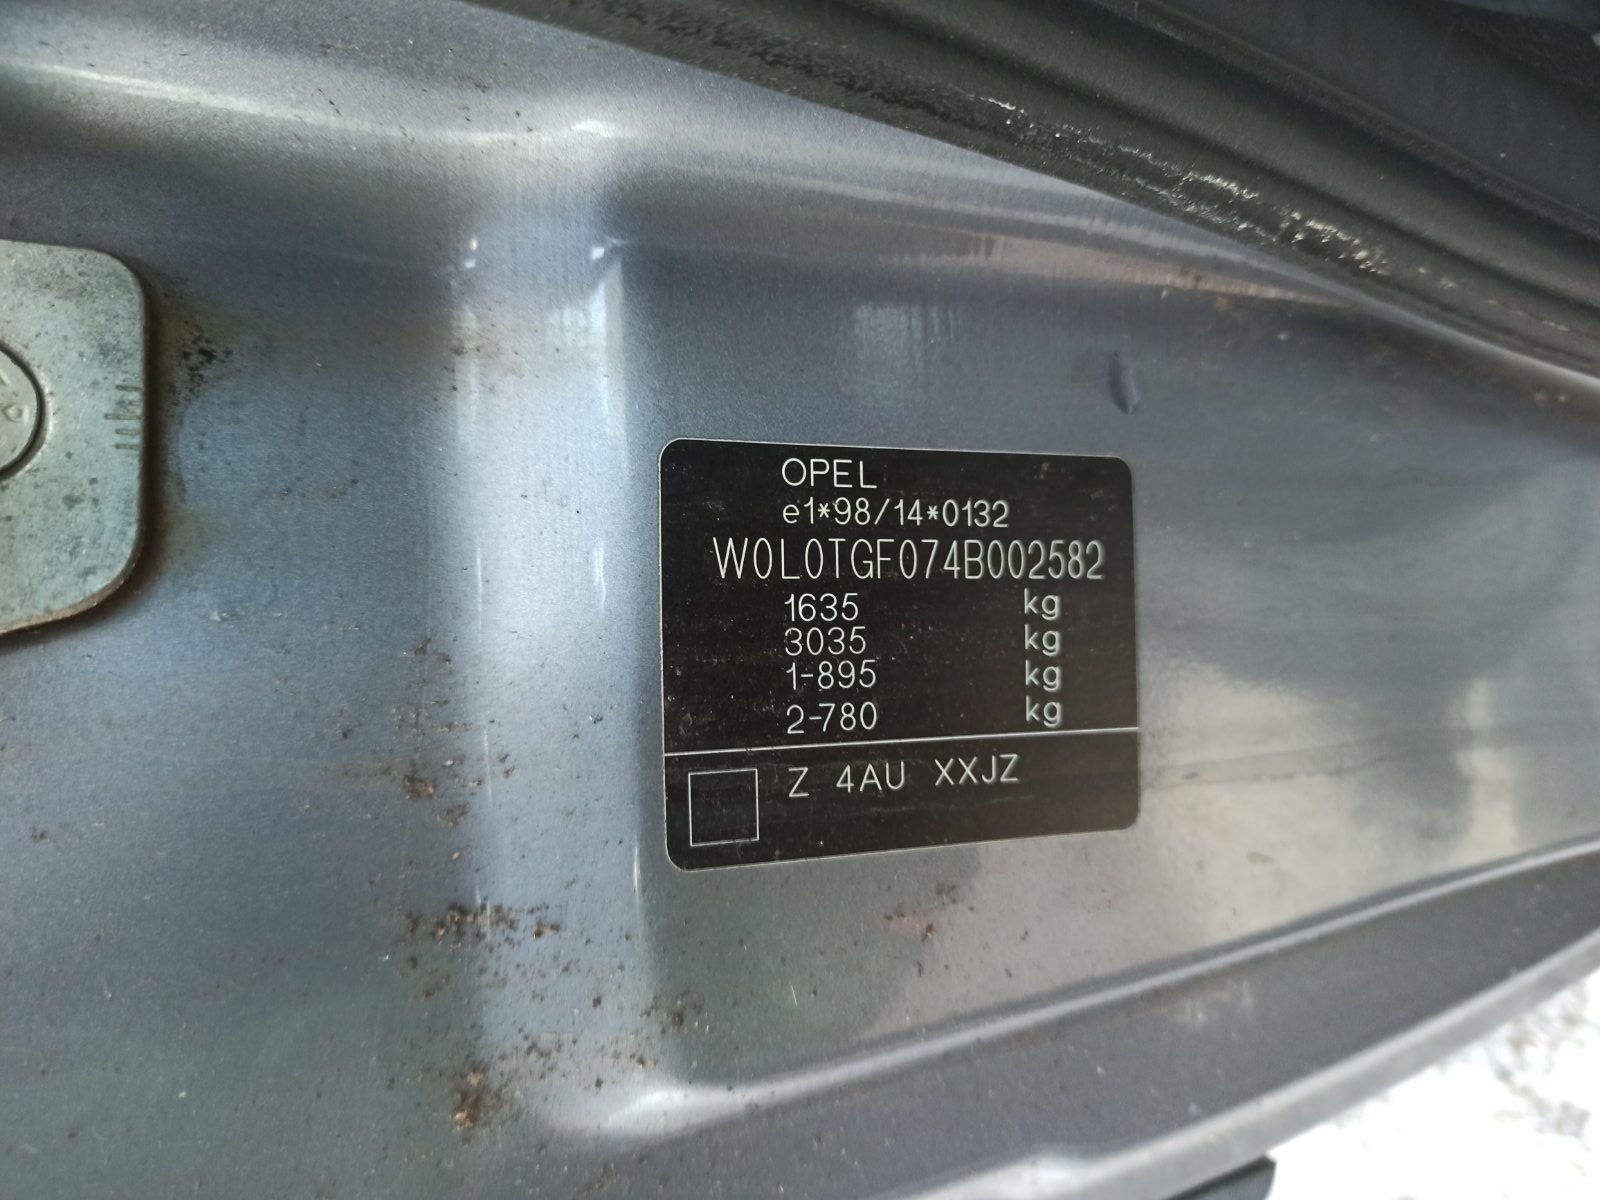 OPEL
e1*98/14*0132
W0L0TGF074B002582
1635 kg
3035 kg
1-895 kg
2-780 kg
Z 4AU XXJZ